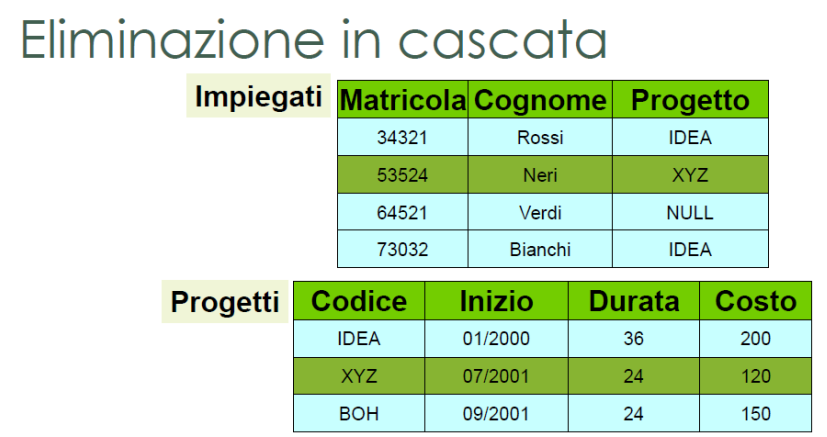 Eliminazione in cascata
Impiegati Matricola Cognome Progetto
34321 Rossi IDEA
53524 Neri XYZ
64521 Verdi NULL
73032 Bianchi IDEA
Progetti Codice Inizio Durata Costo
IDEA 01/2000 36 200
XYZ 07/2001 24 120
BOH 09/2001 24 150